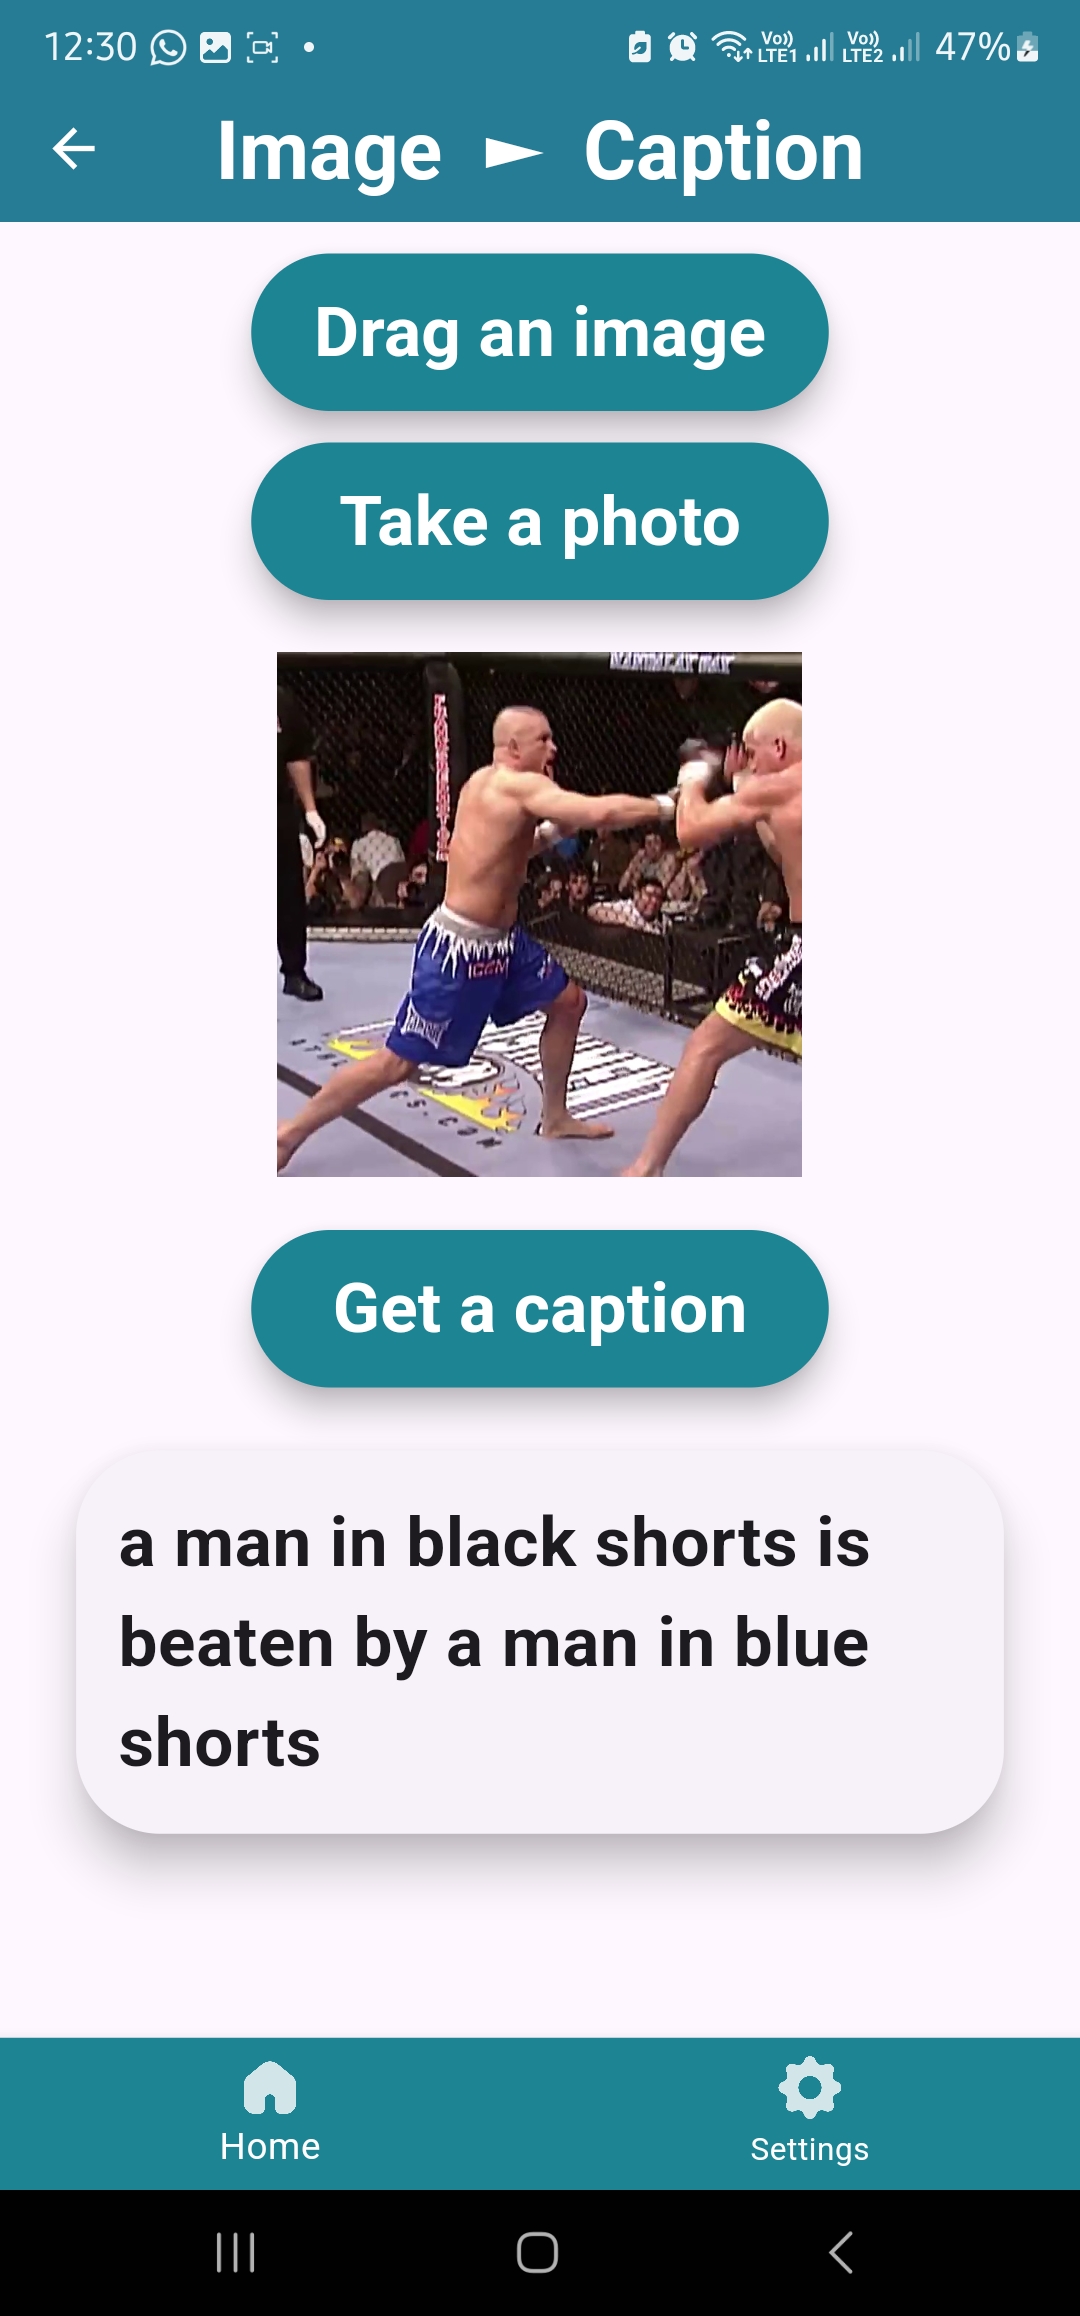 12:30
Vo)) LTE1 Vo)) LTE2 47%
Image ► Caption
Drag an image
Take a photo
ICEMAN
Get a caption
a man in black shorts is
beaten by a man in blue
shorts
Home
Settings